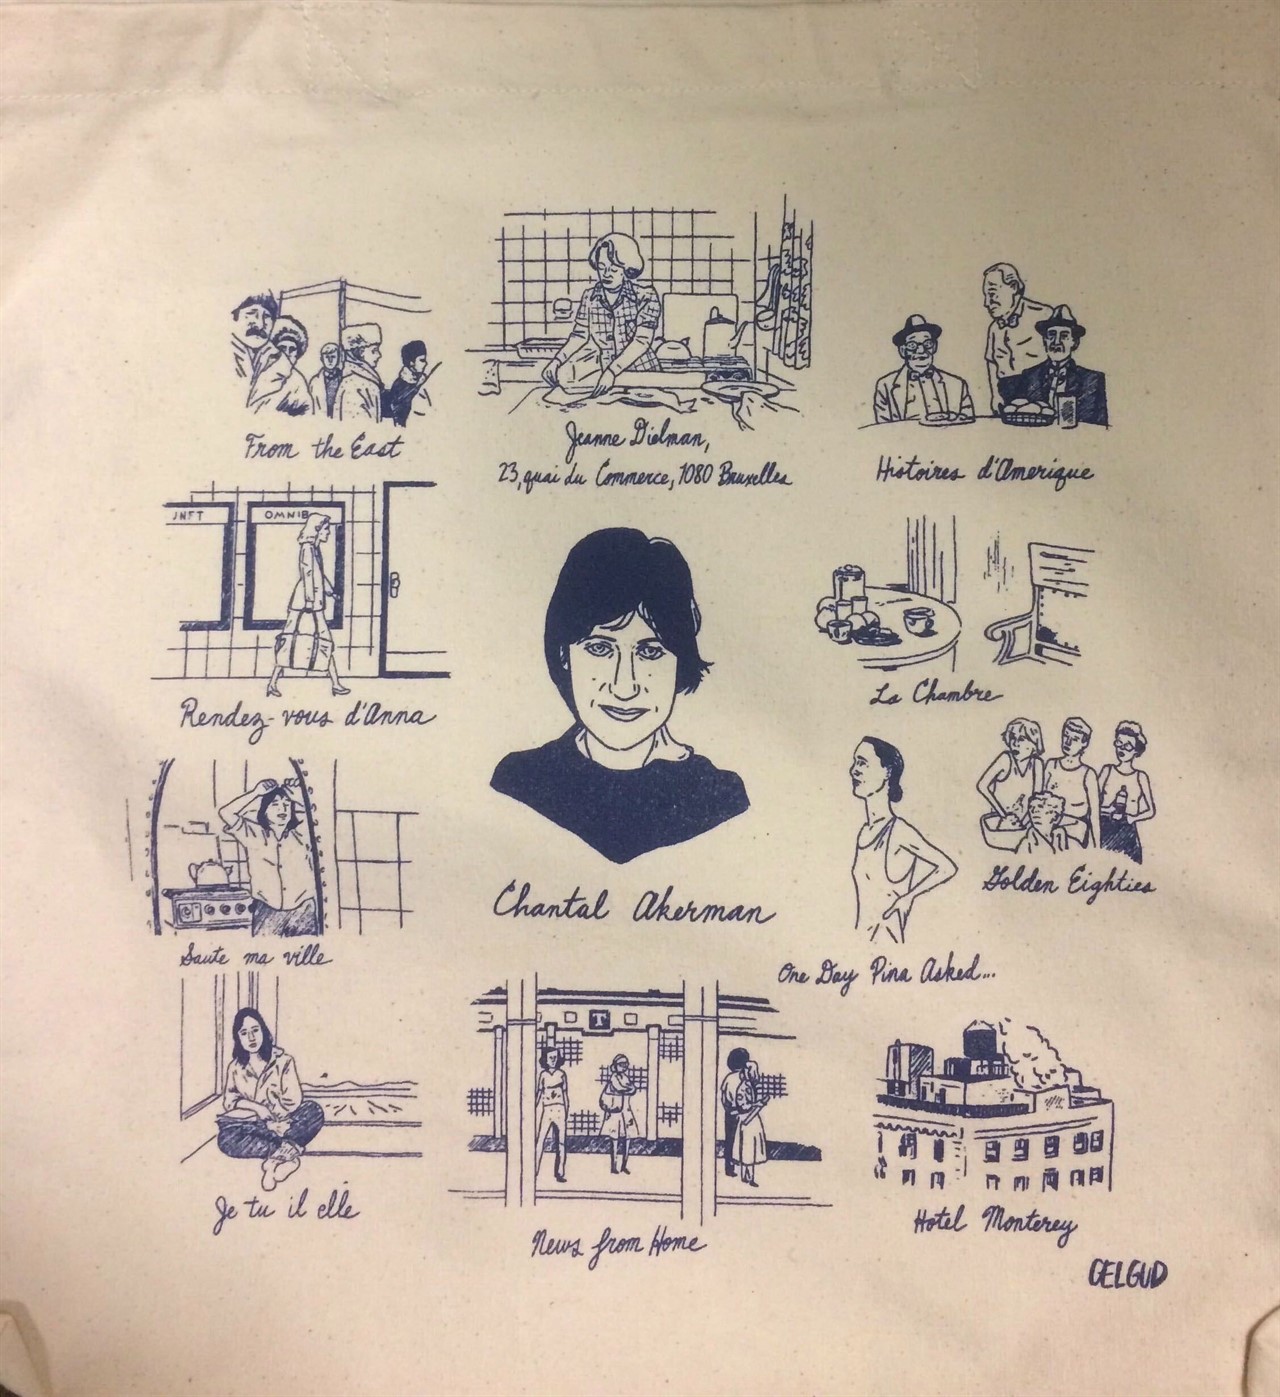 From the East
Jeanne Dielman,
23, quai du Commerce, 1080 Bruxelles
Histoires d'Amerique
JNFT
OMNIB
Rendez-vous d'Anna
La Chambre
Chantal Akerman
Golden Eighties
Saute ma ville
One Day Pina Asked...
T
Je tu il elle
News from Home
Hotel Monterey
GELGUD